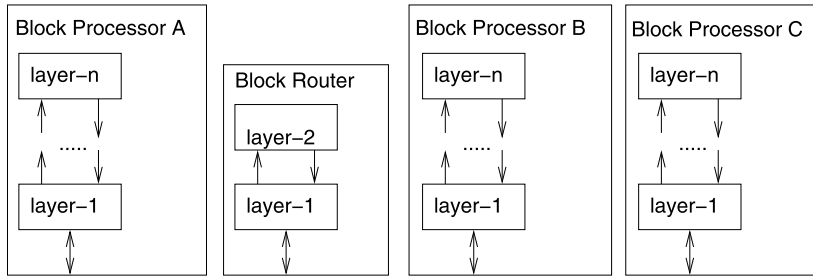 Block Processor A
layer-n
.....
layer-1
Block Router
layer-2
layer-1
Block Processor B
layer-n
.....
layer-1
Block Processor C
layer-n
.....
layer-1